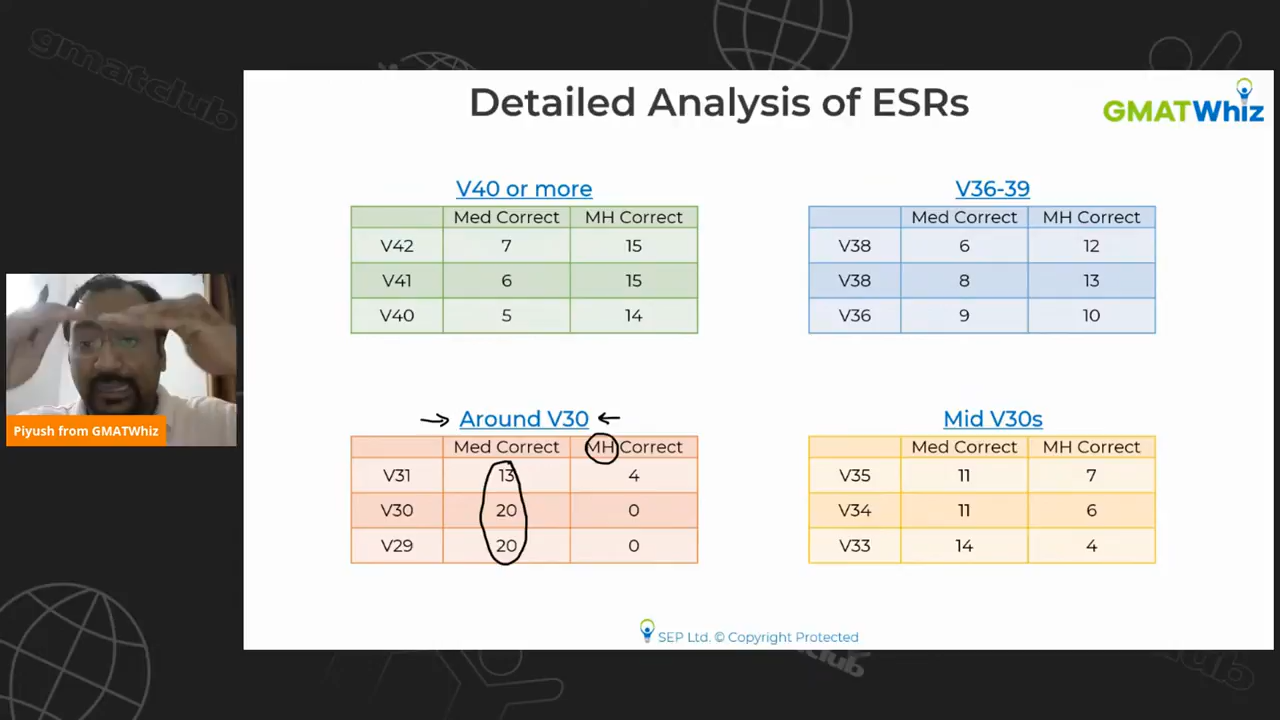 gmatclub
Detailed Analysis of ESRs
GMATWhiz
V40 or more
Med Correct MH Correct
V42 7 15
V41 6 15
V40 5 14
V36-39
Med Correct MH Correct
V38 6 12
V38 8 13
V36 9 10
Piyush from GMATWhiz
Around V30
Med Correct MH Correct
V31 13 4
V30 20 0
V29 20 0
Mid V30s
Med Correct MH Correct
V35 11 7
V34 11 6
V33 14 4
SEP Ltd. © Copyright Protected